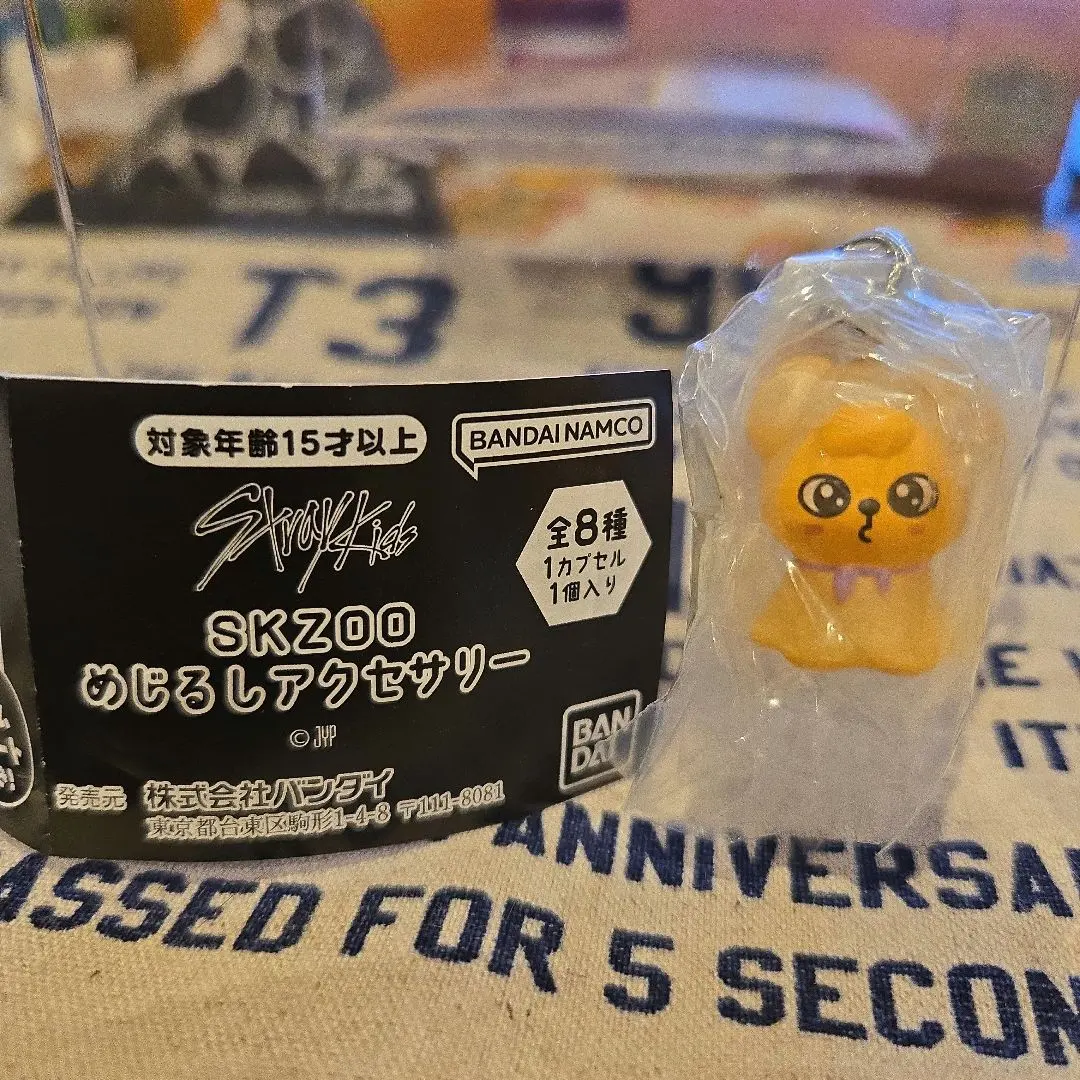 T3
対象年齢15才以上
BANDAI NAMCO
Stray Kids
全8種
1カプセル
1個入り
SKZOO
めじるしアクセサリー
© JYP
BAN
DAI
発売元 株式会社バンダイ
東京都台東区駒形1-4-8 〒111-8081
IT'
ANNIVERSA
ASSED FOR 5 SECON